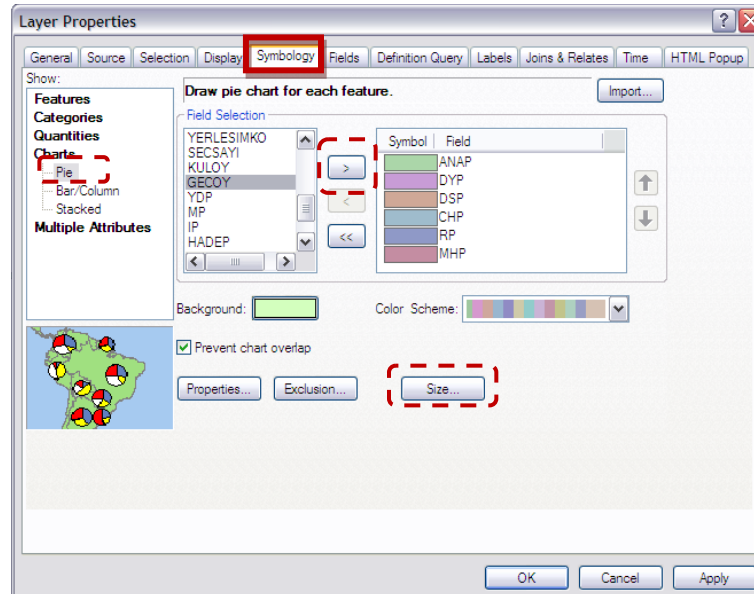 Layer Properties
?
General Source Selection Display Symbology Fields Definition Query Labels Joins & Relates Time HTML Popup
Show:
Features
Categories
Quantities
Charts
Pie
Bar/Column
Stacked
Multiple Attributes
Draw pie chart for each feature.
Import...
Field Selection
YERLESIMKO
SECSAYI
KULOY
GECOY
YDP
MP
IP
HADEP
>
<
<<
Symbol Field
ANAP
DYP
DSP
CHP
RP
MHP
Background:
Color Scheme:
Prevent chart overlap
Properties... Exclusion... Size...
OK Cancel Apply